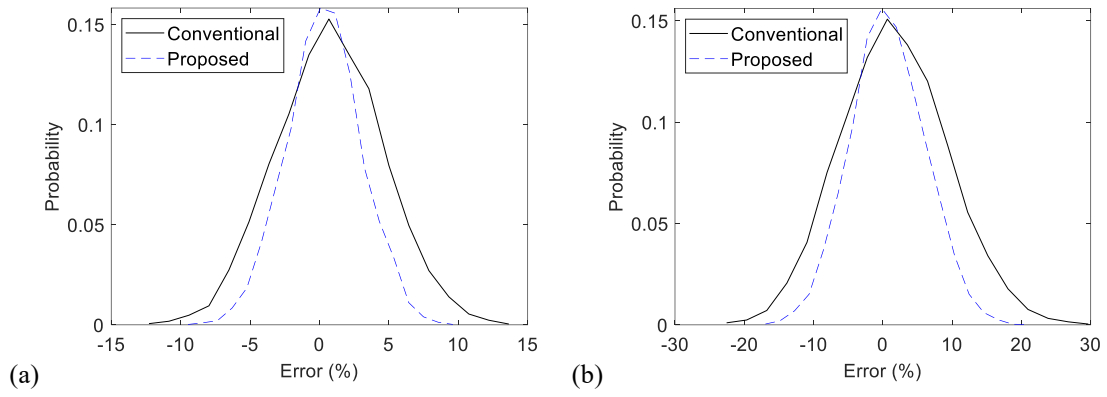 Conventional
Proposed
0.15
0.1
0.05
0
Probability
-15 -10 -5 0 5 10 15
Error (%)
(a)
Conventional
Proposed
0.15
0.1
0.05
0
Probability
-30 -20 -10 0 10 20 30
Error (%)
(b)